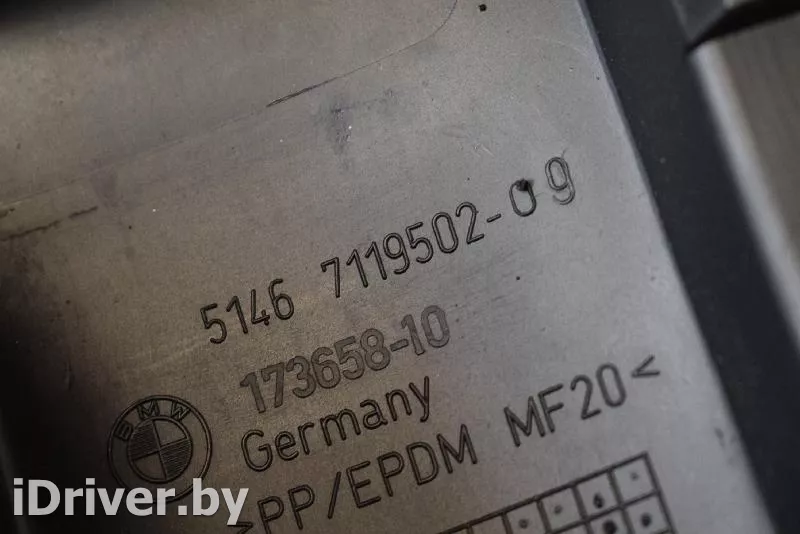 5146 7119502-09
173658-10
BMW
Germany
>PP/EPDM MF20<
iDriver.by